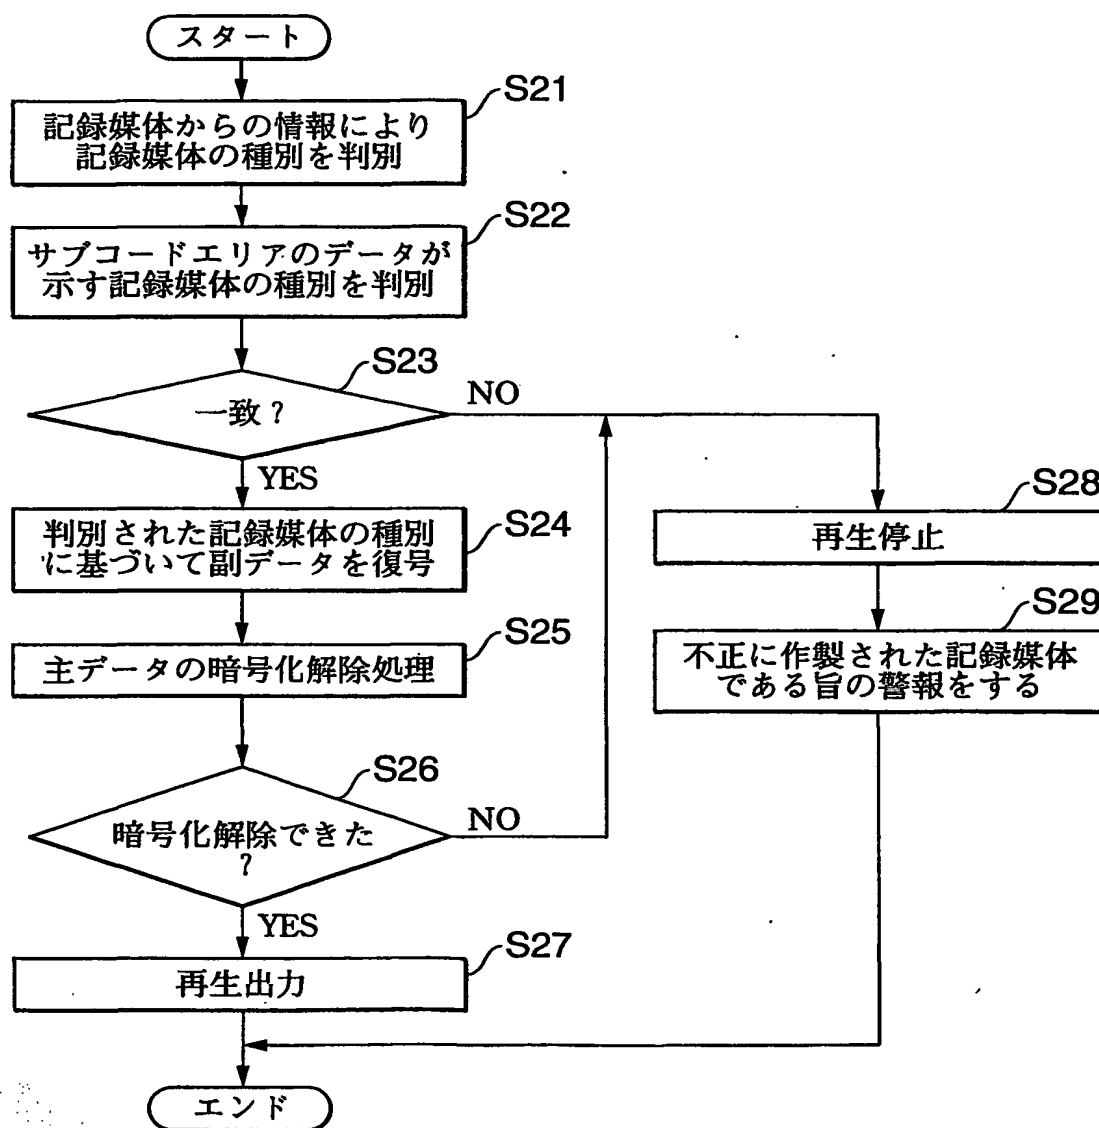 スタート
S21
記録媒体からの情報により
記録媒体の種別を判別
S22
サブコードエリアのデータが
示す記録媒体の種別を判別
S23
一致?
NO
YES
S24
判別された記録媒体の種別
に基づいて副データを復号
S25
主データの暗号化解除処理
S26
暗号化解除できた
?
NO
YES
S27
再生出力
S28
再生停止
S29
不正に作製された記録媒体
である旨の警報をする
エンド